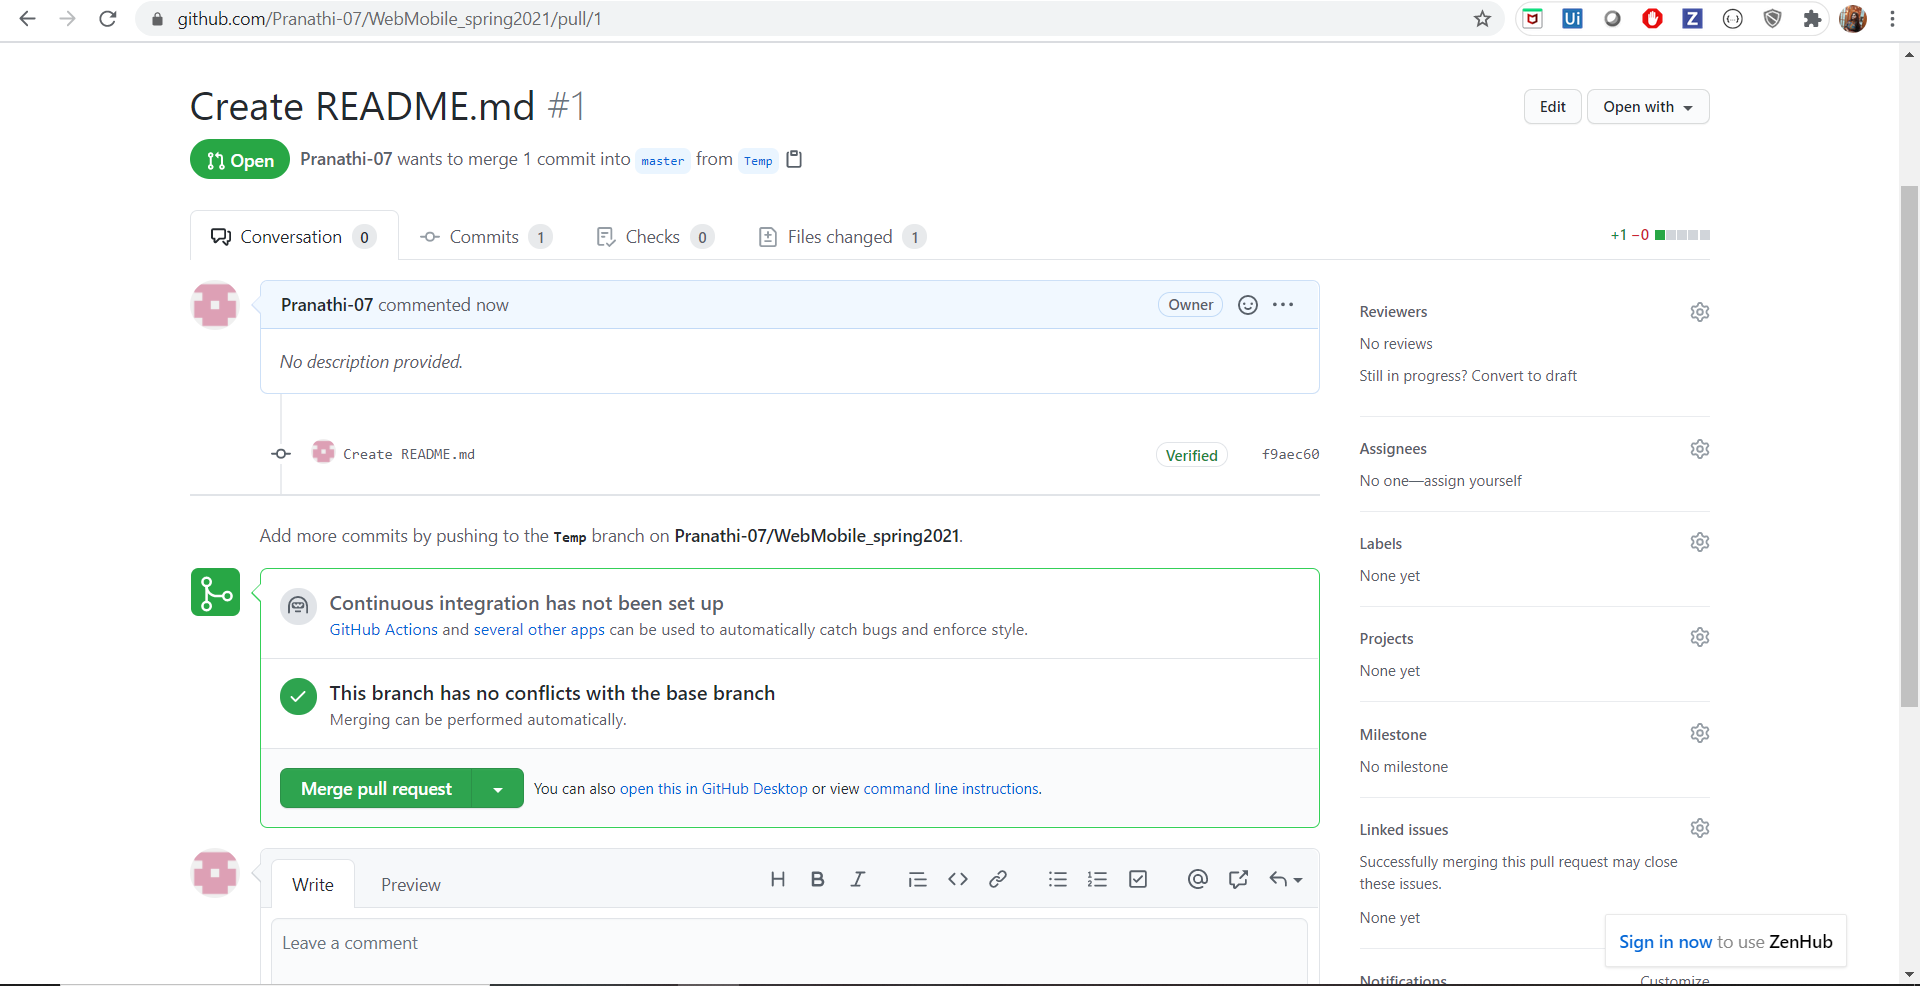 github.com/Pranathi-07/WebMobile_spring2021/pull/1
Create README.md #1
Edit
Open with
Open
Pranathi-07 wants to merge 1 commit into master from Temp
Conversation 0
Commits 1
Checks 0
Files changed 1
+1 −0
Pranathi-07 commented now
Owner
No description provided.
Create README.md
Verified
f9aec60
Add more commits by pushing to the Temp branch on Pranathi-07/WebMobile_spring2021.
Continuous integration has not been set up
GitHub Actions and several other apps can be used to automatically catch bugs and enforce style.
This branch has no conflicts with the base branch
Merging can be performed automatically.
Merge pull request
You can also open this in GitHub Desktop or view command line instructions.
Write
Preview
H B I
Leave a comment
Reviewers
No reviews
Still in progress? Convert to draft
Assignees
No one—assign yourself
Labels
None yet
Projects
None yet
Milestone
No milestone
Linked issues
Successfully merging this pull request may close
these issues.
None yet
Sign in now to use ZenHub
Notifications
Customize